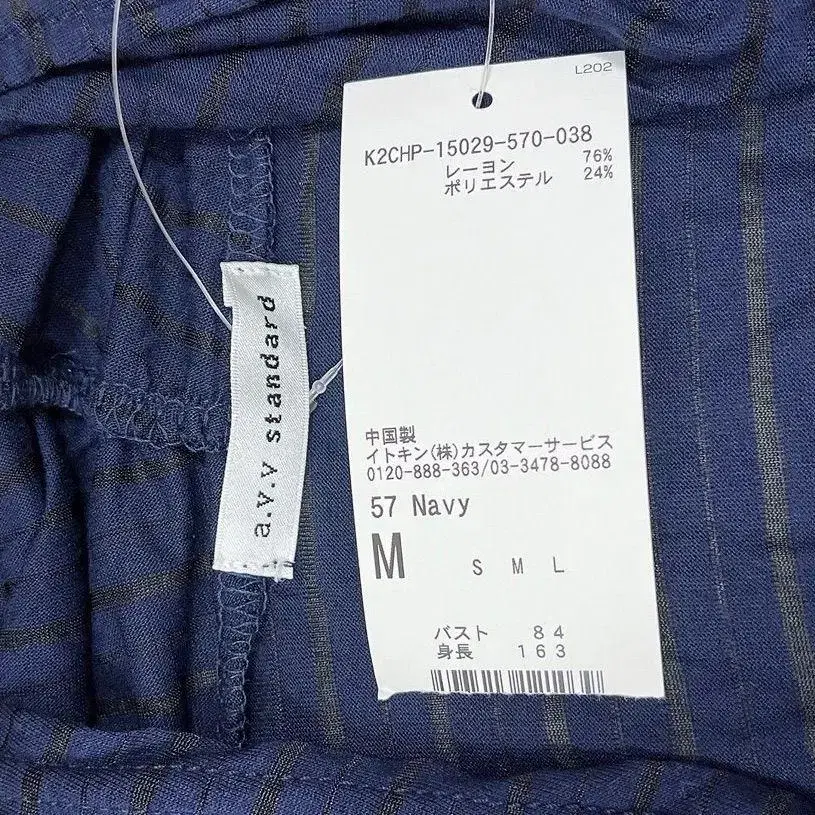 L202
K2CHP-15029-570-038
レーヨン 76%
ポリエステル 24%
a.v.v standard
中国製
イトキン(株)カスタマーサービス
0120-888-363/03-3478-8088
57 Navy
M S M L
バスト 84
身長 163